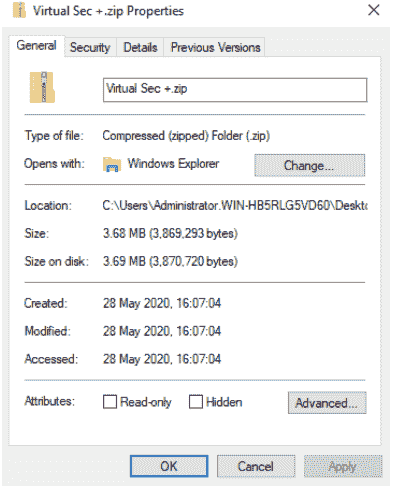 Virtual Sec +.zip Properties
General Security Details Previous Versions
Virtual Sec +.zip
Type of file: Compressed (zipped) Folder (.zip)
Opens with: Windows Explorer Change...
Location: C:\Users\Administrator.WIN-HB5RLG5VD60\Deskto
Size: 3.68 MB (3,869,293 bytes)
Size on disk: 3.69 MB (3,870,720 bytes)
Created: 28 May 2020, 16:07:04
Modified: 28 May 2020, 16:07:04
Accessed: 28 May 2020, 16:07:04
Attributes: Read-only Hidden Advanced...
OK Cancel Apply